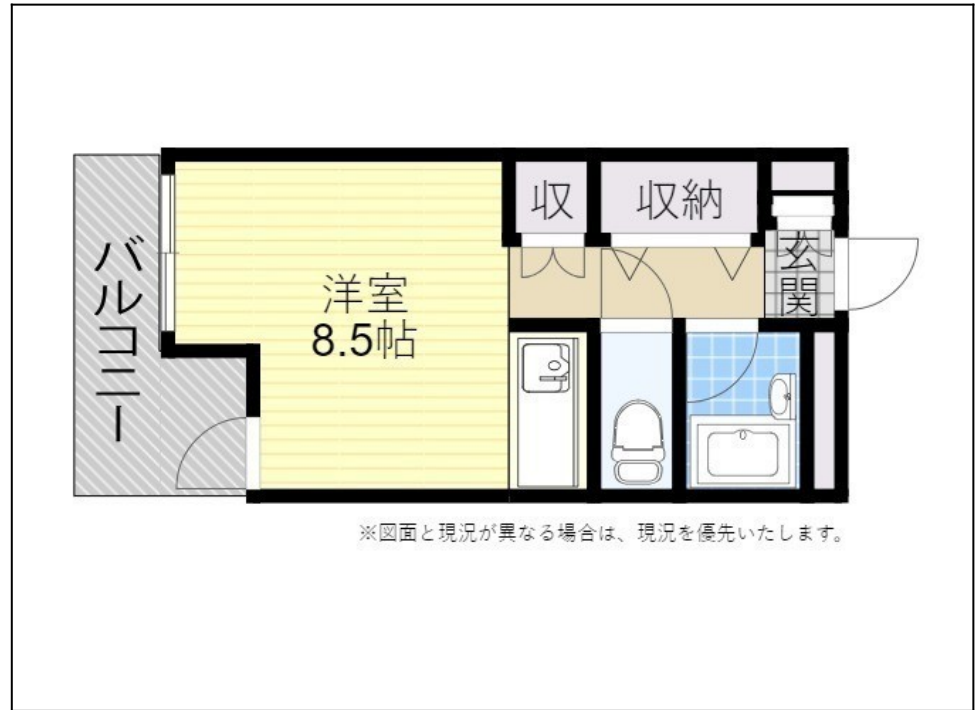 収
収納
玄関
洋室
8.5帖
バルコニー
※図面と現況が異なる場合は、現況を優先いたします。